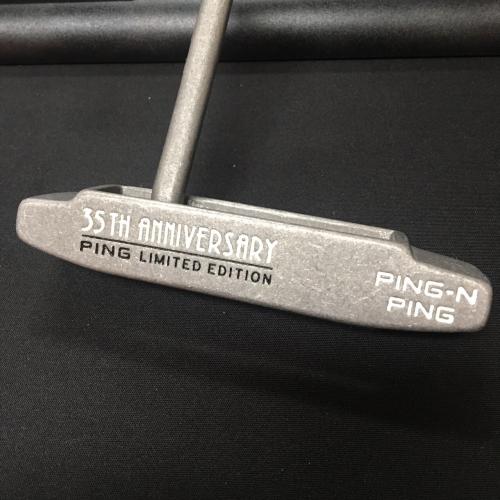 35TH ANNIVERSARY
PING LIMITED EDITION
PING-N
PING